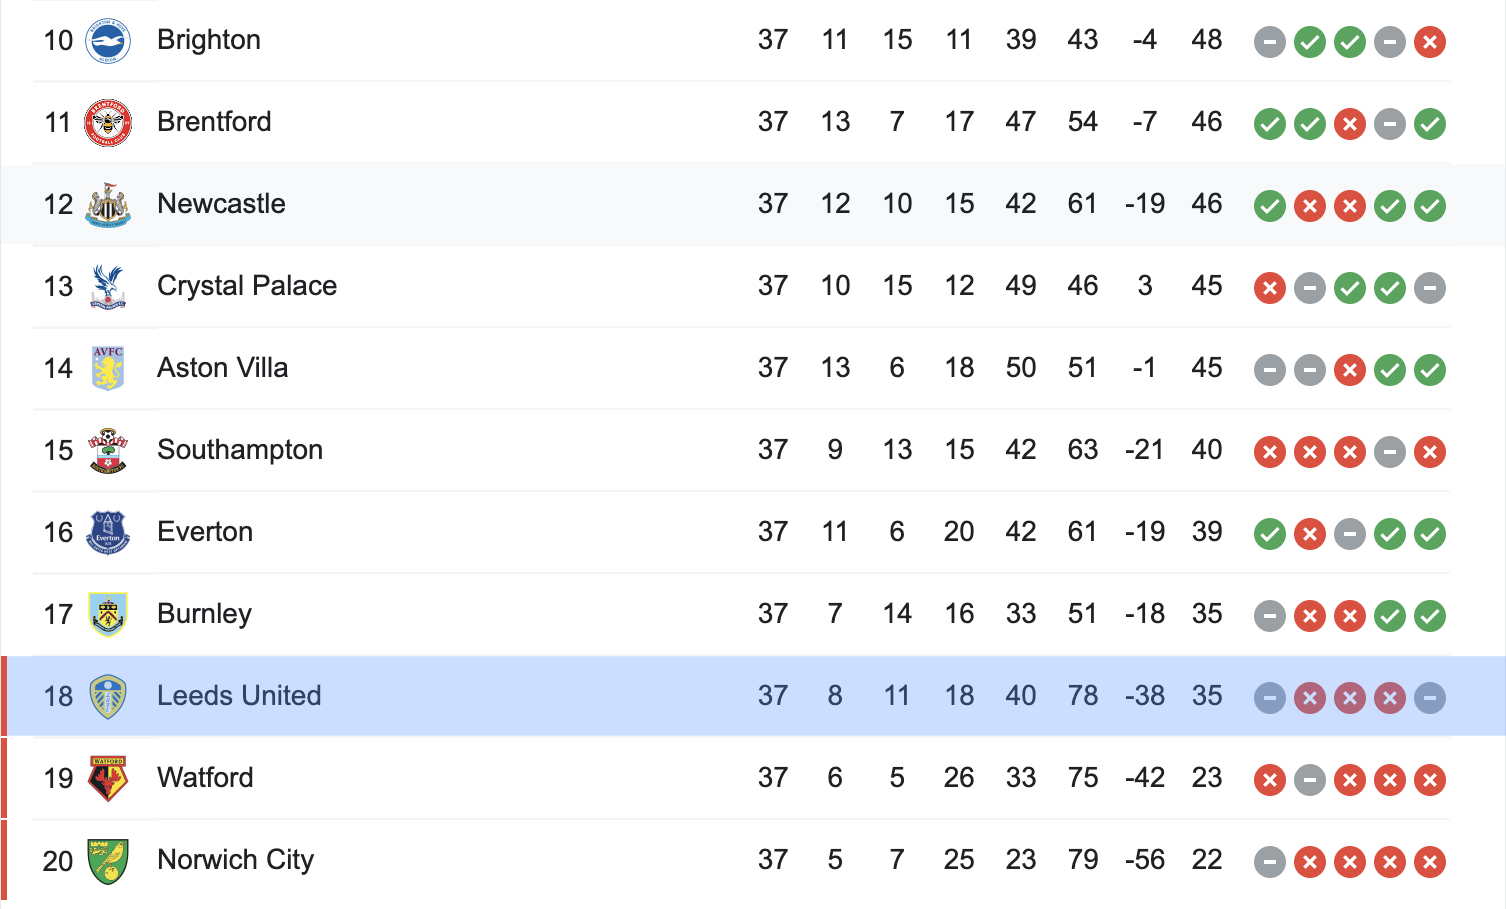 10 Brighton 37 11 15 11 39 43 -4 48
11 Brentford 37 13 7 17 47 54 -7 46
12 Newcastle 37 12 10 15 42 61 -19 46
13 Crystal Palace 37 10 15 12 49 46 3 45
14 AVFC Aston Villa 37 13 6 18 50 51 -1 45
15 Southampton 37 9 13 15 42 63 -21 40
16 Everton Everton 37 11 6 20 42 61 -19 39
17 Burnley 37 7 14 16 33 51 -18 35
18 Leeds United 37 8 11 18 40 78 -38 35
19 WATFORD Watford 37 6 5 26 33 75 -42 23
20 Norwich City 37 5 7 25 23 79 -56 22